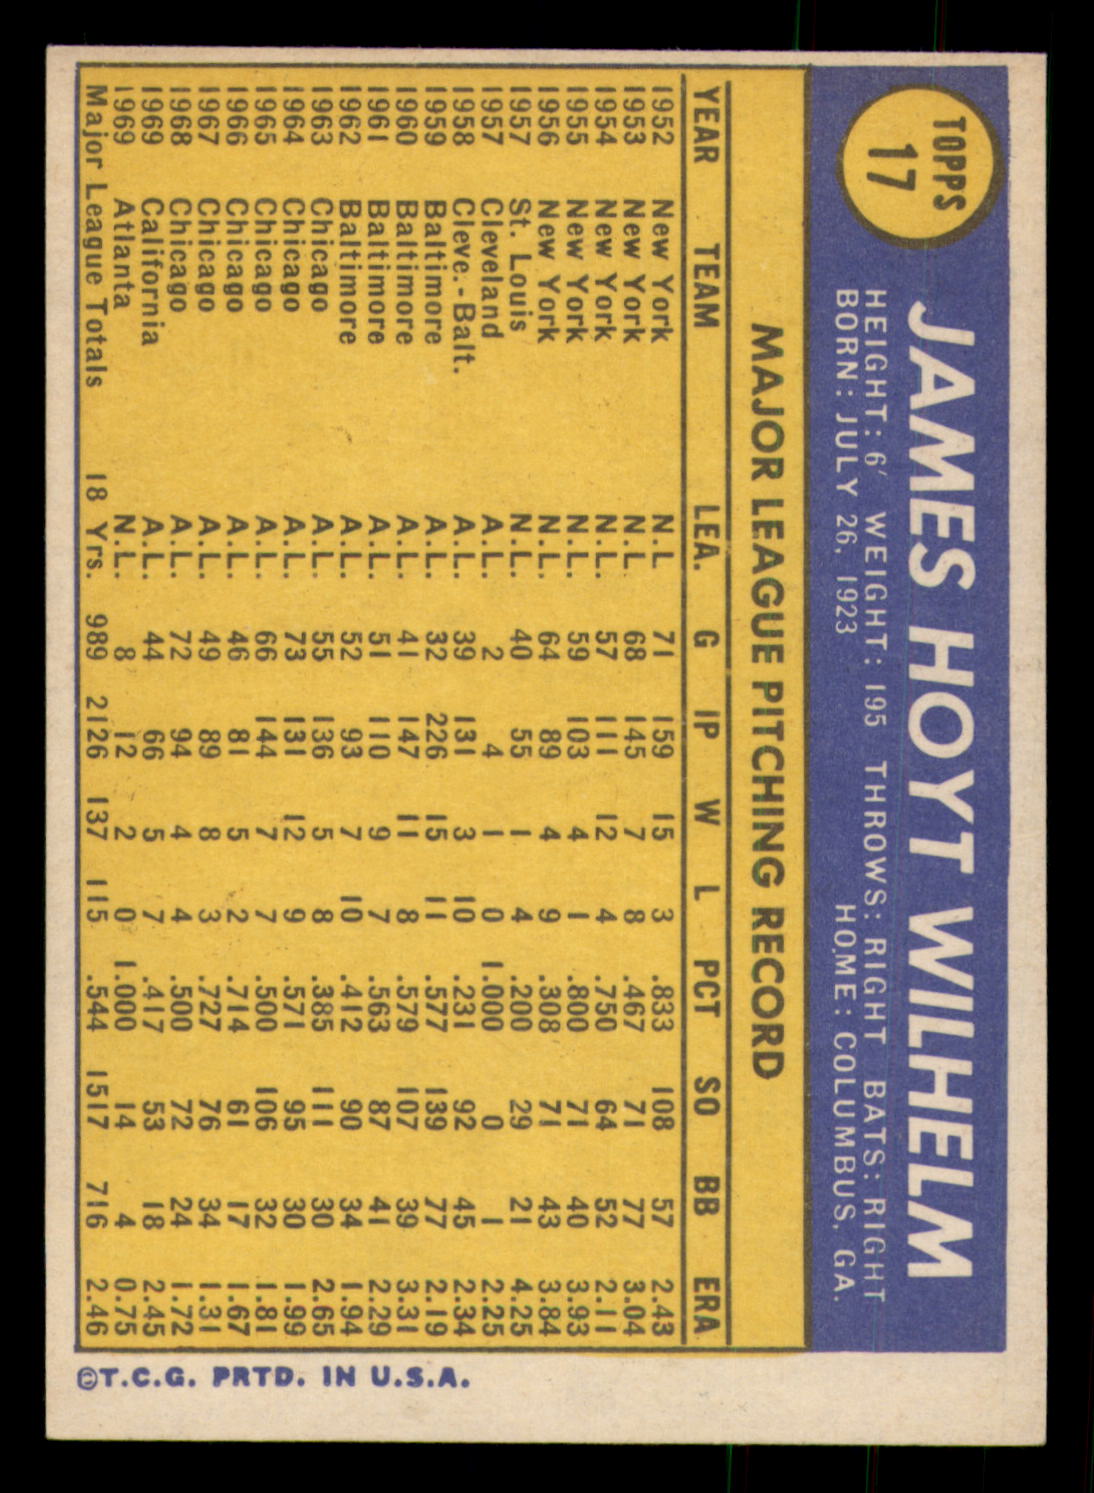 TOPPS
17
JAMES HOYT WILHELM
HEIGHT: 6' WEIGHT: 195 THROWS: RIGHT BATS: RIGHT
BORN: JULY 26, 1923 HOME: COLUMBUS, GA.
MAJOR LEAGUE PITCHING RECORD
YEAR TEAM LEA. G IP W L PCT SO BB ERA
1952 New York N.L 71 159 15 3 .833 108 57 2.43
1953 New York N.L 68 145 7 8 .467 71 77 3.04
1954 New York N.L. 57 111 12 4 .750 64 52 2.11
1955 New York N.L. 59 103 4 1 .800 71 40 3.93
1956 New York N.L. 64 89 4 9 .308 71 43 3.84
1957 St. Louis N.L. 40 55 1 4 .200 29 21 4.25
1957 Cleveland A.L. 2 4 1 0 1.000 0 1 2.25
1958 Cleve.-Balt. A.L. 39 131 3 10 .231 92 45 2.34
1959 Baltimore A.L. 32 226 15 11 .577 139 77 2.19
1960 Baltimore A.L. 41 147 11 8 .579 107 39 3.31
1961 Baltimore A.L. 51 110 9 7 .563 87 41 2.29
1962 Baltimore A.L. 52 93 7 10 .412 90 34 1.94
1963 Chicago A.L. 55 136 5 8 .385 111 30 2.65
1964 Chicago A.L. 73 131 12 9 .571 95 30 1.99
1965 Chicago A.L. 66 144 7 7 .500 106 32 1.81
1966 Chicago A.L. 46 81 5 2 .714 61 17 1.67
1967 Chicago A.L. 49 89 8 3 .727 76 34 1.31
1968 Chicago A.L. 72 94 4 4 .500 72 24 1.72
1969 California A.L. 44 66 5 7 .417 53 18 2.45
1969 Atlanta N.L. 8 12 2 0 1.000 14 4 0.75
Major League Totals 18 Yrs. 989 2126 137 115 .544 1517 716 2.46
©T.C.G. PRTD. IN U.S.A.